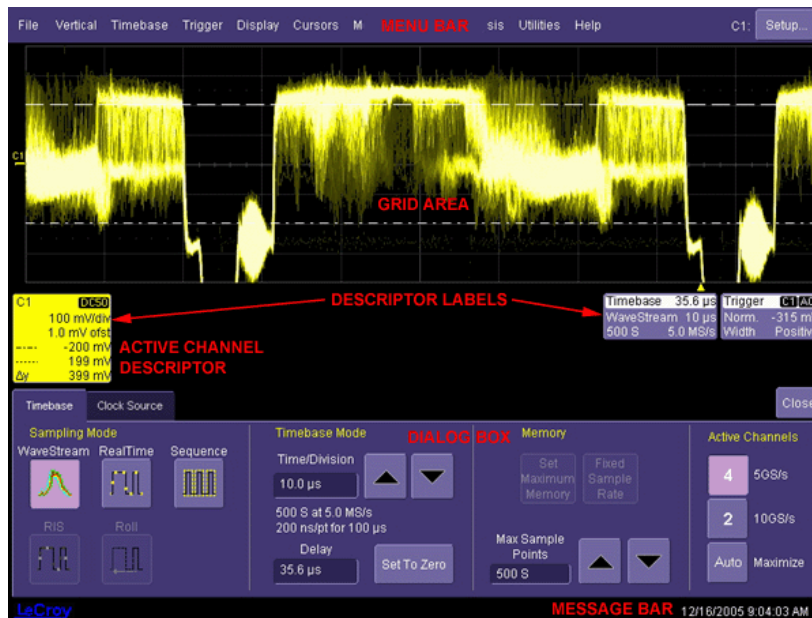 File Vertical Timebase Trigger Display Cursors M MENU BAR sis Utilities Help C1: Setup...
C1
GRID AREA
C1 DC50
100 mV/div
1.0 mV ofst
-200 mV
199 mV
Δy 399 mV
DESCRIPTOR LABELS
ACTIVE CHANNEL
DESCRIPTOR
Timebase 35.6 µs
WaveStream 10 µs
500 S 5.0 MS/s
Trigger C1 AC
Norm. -315 m
Width Positiv
Timebase Clock Source Close
Sampling Mode
WaveStream RealTime Sequence
RIS Roll
Timebase Mode
Time/Division
10.0 µs
500 S at 5.0 MS/s
200 ns/pt for 100 µs
Delay
35.6 µs Set To Zero
DIALOG BOX
Memory
Set Maximum Memory
Fixed Sample Rate
Max Sample
Points
500 S
Active Channels
4 5GS/s
2 10GS/s
Auto Maximize
LeCroy MESSAGE BAR 12/16/2005 9:04:03 AM